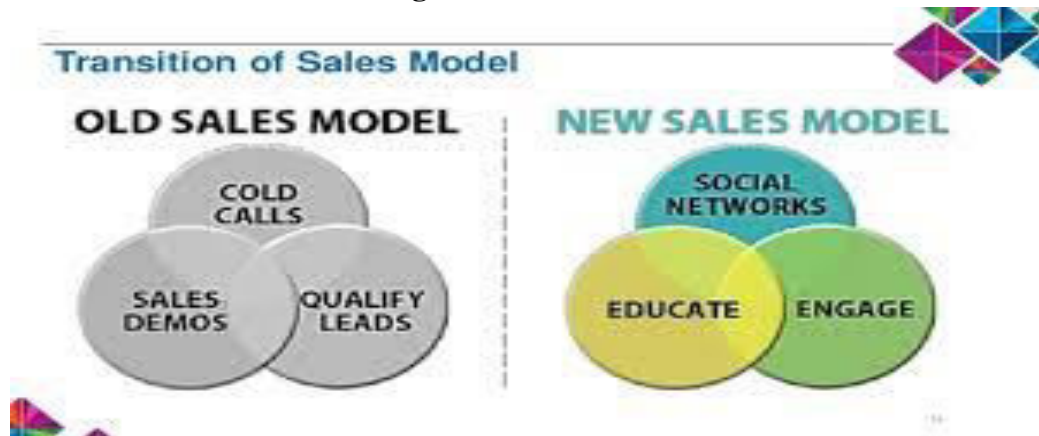 Transition of Sales Model
OLD SALES MODEL
COLD
CALLS
SALES
DEMOS
QUALIFY
LEADS
NEW SALES MODEL
SOCIAL
NETWORKS
EDUCATE
ENGAGE